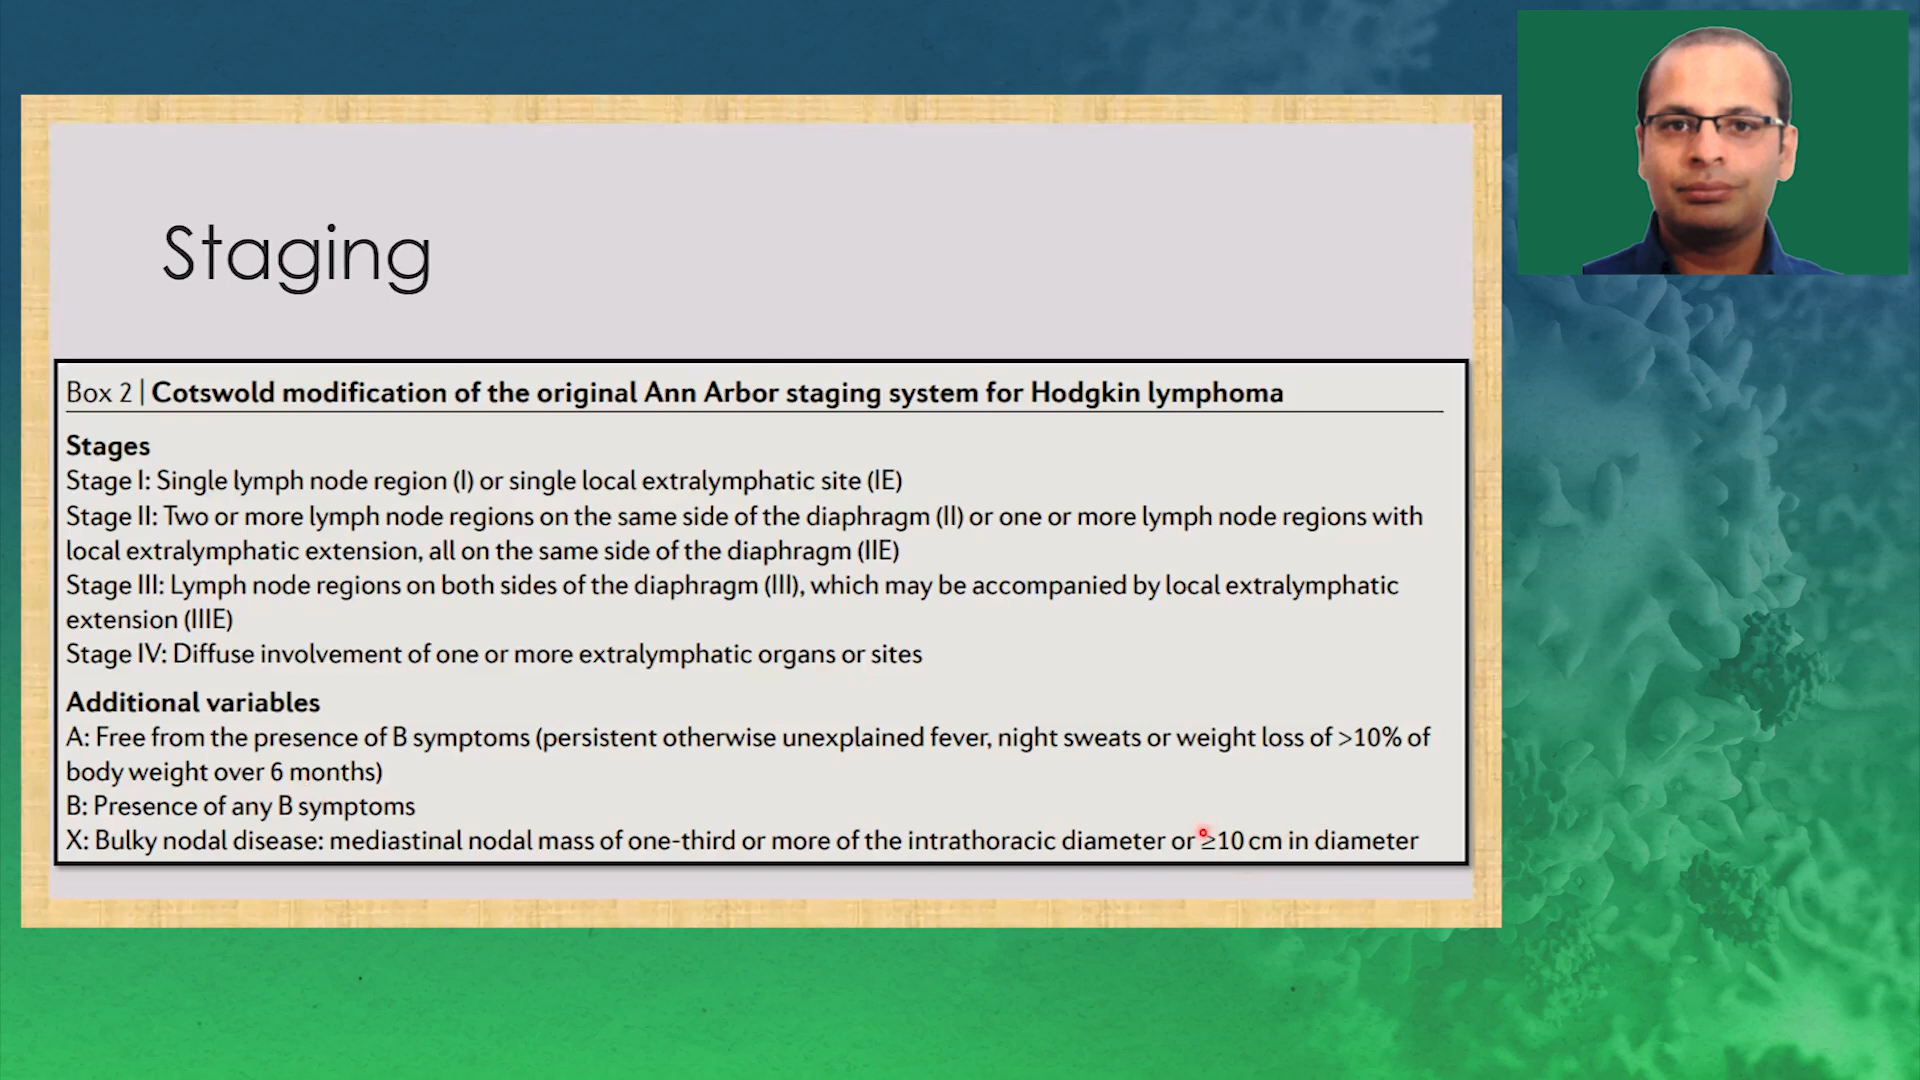 Staging
Box 2 | Cotswold modification of the original Ann Arbor staging system for Hodgkin lymphoma
Stages
Stage I: Single lymph node region (I) or single local extralymphatic site (IE)
Stage II: Two or more lymph node regions on the same side of the diaphragm (II) or one or more lymph node regions with
local extralymphatic extension, all on the same side of the diaphragm (IIE)
Stage III: Lymph node regions on both sides of the diaphragm (III), which may be accompanied by local extralymphatic
extension (IIIE)
Stage IV: Diffuse involvement of one or more extralymphatic organs or sites
Additional variables
A: Free from the presence of B symptoms (persistent otherwise unexplained fever, night sweats or weight loss of >10% of
body weight over 6 months)
B: Presence of any B symptoms
X: Bulky nodal disease: mediastinal nodal mass of one-third or more of the intrathoracic diameter or ≥10 cm in diameter